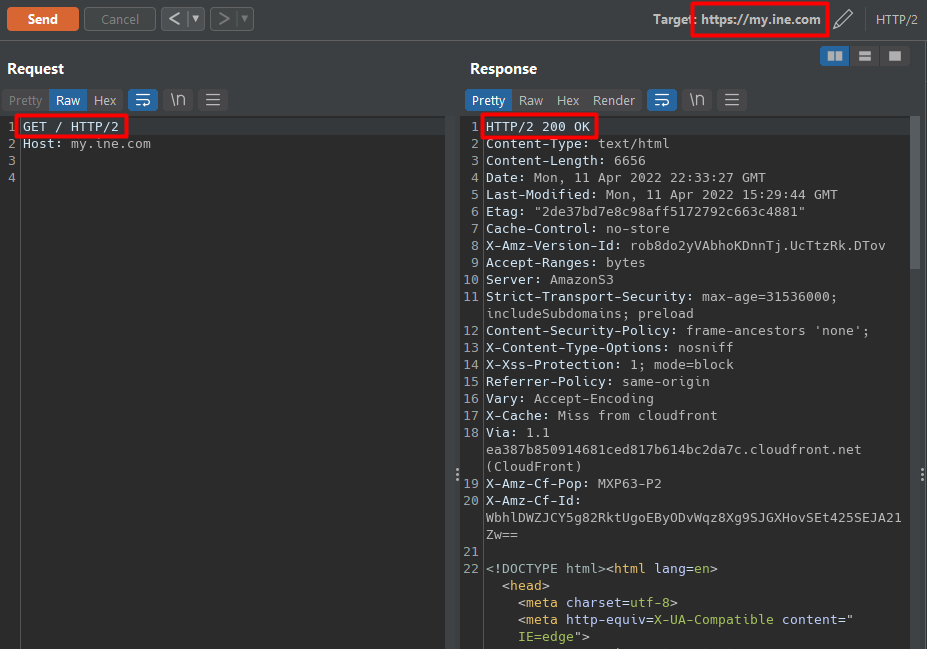 Send Cancel < ▼ > ▼ Target: https://my.ine.com HTTP/2
Request
Pretty Raw Hex \n
1 GET / HTTP/2
2 Host: my.ine.com
3
4
Response
Pretty Raw Hex Render \n
1 HTTP/2 200 OK
2 Content-Type: text/html
3 Content-Length: 6656
4 Date: Mon, 11 Apr 2022 22:33:27 GMT
5 Last-Modified: Mon, 11 Apr 2022 15:29:44 GMT
6 Etag: "2de37bd7e8c98aff5172792c663c4881"
7 Cache-Control: no-store
8 X-Amz-Version-Id: rob8do2yVAbhoKDnnTj.UcTtzRk.DTov
9 Accept-Ranges: bytes
10 Server: AmazonS3
11 Strict-Transport-Security: max-age=31536000;
includeSubdomains; preload
12 Content-Security-Policy: frame-ancestors 'none';
13 X-Content-Type-Options: nosniff
14 X-Xss-Protection: 1; mode=block
15 Referrer-Policy: same-origin
16 Vary: Accept-Encoding
17 X-Cache: Miss from cloudfront
18 Via: 1.1
ea387b850914681ced817b614bc2da7c.cloudfront.net
(CloudFront)
19 X-Amz-Cf-Pop: MXP63-P2
20 X-Amz-Cf-Id:
WbhlDWZJCY5g82RktUgoEByODvWqz8Xg9SJGXHovSEt425SEJA21
Zw==
21
22 <!DOCTYPE html><html lang=en>
<head>
<meta charset=utf-8>
<meta http-equiv=X-UA-Compatible content="
IE=edge">